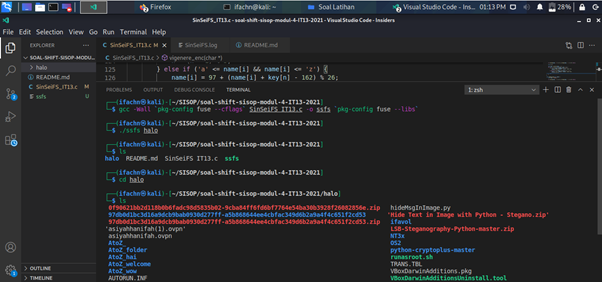 Firefox
ifachn@kali: ~
Soal Latihan
Visual Studio Code - Ins...
01:13 PM
28%
SinSeiFS_IT13.c - soal-shift-sisop-modul-4-IT13-2021 - Visual Studio Code - Insiders
File Edit Selection View Go Run Terminal Help
EXPLORER
SOAL-SHIFT-SISOP-MODUL-4-IT13-2021
halo
README.md
SinSeiFS_IT13.c M
ssfs U
OUTLINE
TIMELINE
SinSeiFS_IT13.c M
SinSeiFS.log
README.md
SinSeiFS_IT13.c > vigenere_enc(char *)
125 } else if ('a' <= name[i] && name[i] <= 'z') {
126 name[i] = 97 + (name[i] + key[n] - 162) % 26;
PROBLEMS OUTPUT DEBUG CONSOLE TERMINAL
1: zsh
(ifachn㉿kali)-[~/SISOP/soal-shift-sisop-modul-4-IT13-2021]
$ gcc -Wall `pkg-config fuse --cflags` SinSeiFS_IT13.c -o ssfs `pkg-config fuse --libs`
(ifachn㉿kali)-[~/SISOP/soal-shift-sisop-modul-4-IT13-2021]
$ ./ssfs halo
(ifachn㉿kali)-[~/SISOP/soal-shift-sisop-modul-4-IT13-2021]
$ ls
halo README.md SinSeiFS_IT13.c ssfs
(ifachn㉿kali)-[~/SISOP/soal-shift-sisop-modul-4-IT13-2021]
$ cd halo
(ifachn㉿kali)-[~/SISOP/soal-shift-sisop-modul-4-IT13-2021/halo]
$ ls
0f90621bb2d118b0b6fadc98d5835b02-9cba84ff6fd6bf7764e54ba30b3928f26082856e.zip hideMsgInImage.py
97db0d1bc3d16a9dcb9bab0930d277ff-a5b868644ee4cbfac349d6b2a9a4f4c651f2cd53 'Hide Text in Image with Python - Stegano.zip'
97db0d1bc3d16a9dcb9bab0930d277ff-a5b868644ee4cbfac349d6b2a9a4f4c651f2cd53.zip ifavol
'asiyahhanifah(1).ovpn' LSB-Steganography-Python-master.zip
asiyahhanifah.ovpn NT3x
AtoZ_ OS2
AtoZ_folder python-cryptoplus-master
AtoZ_hai runasroot.sh
AtoZ_welcome TRANS.TBL
AtoZ_wow VBoxDarwinAdditions.pkg
AUTORUN.INF VBoxDarwinAdditionsUninstall.tool